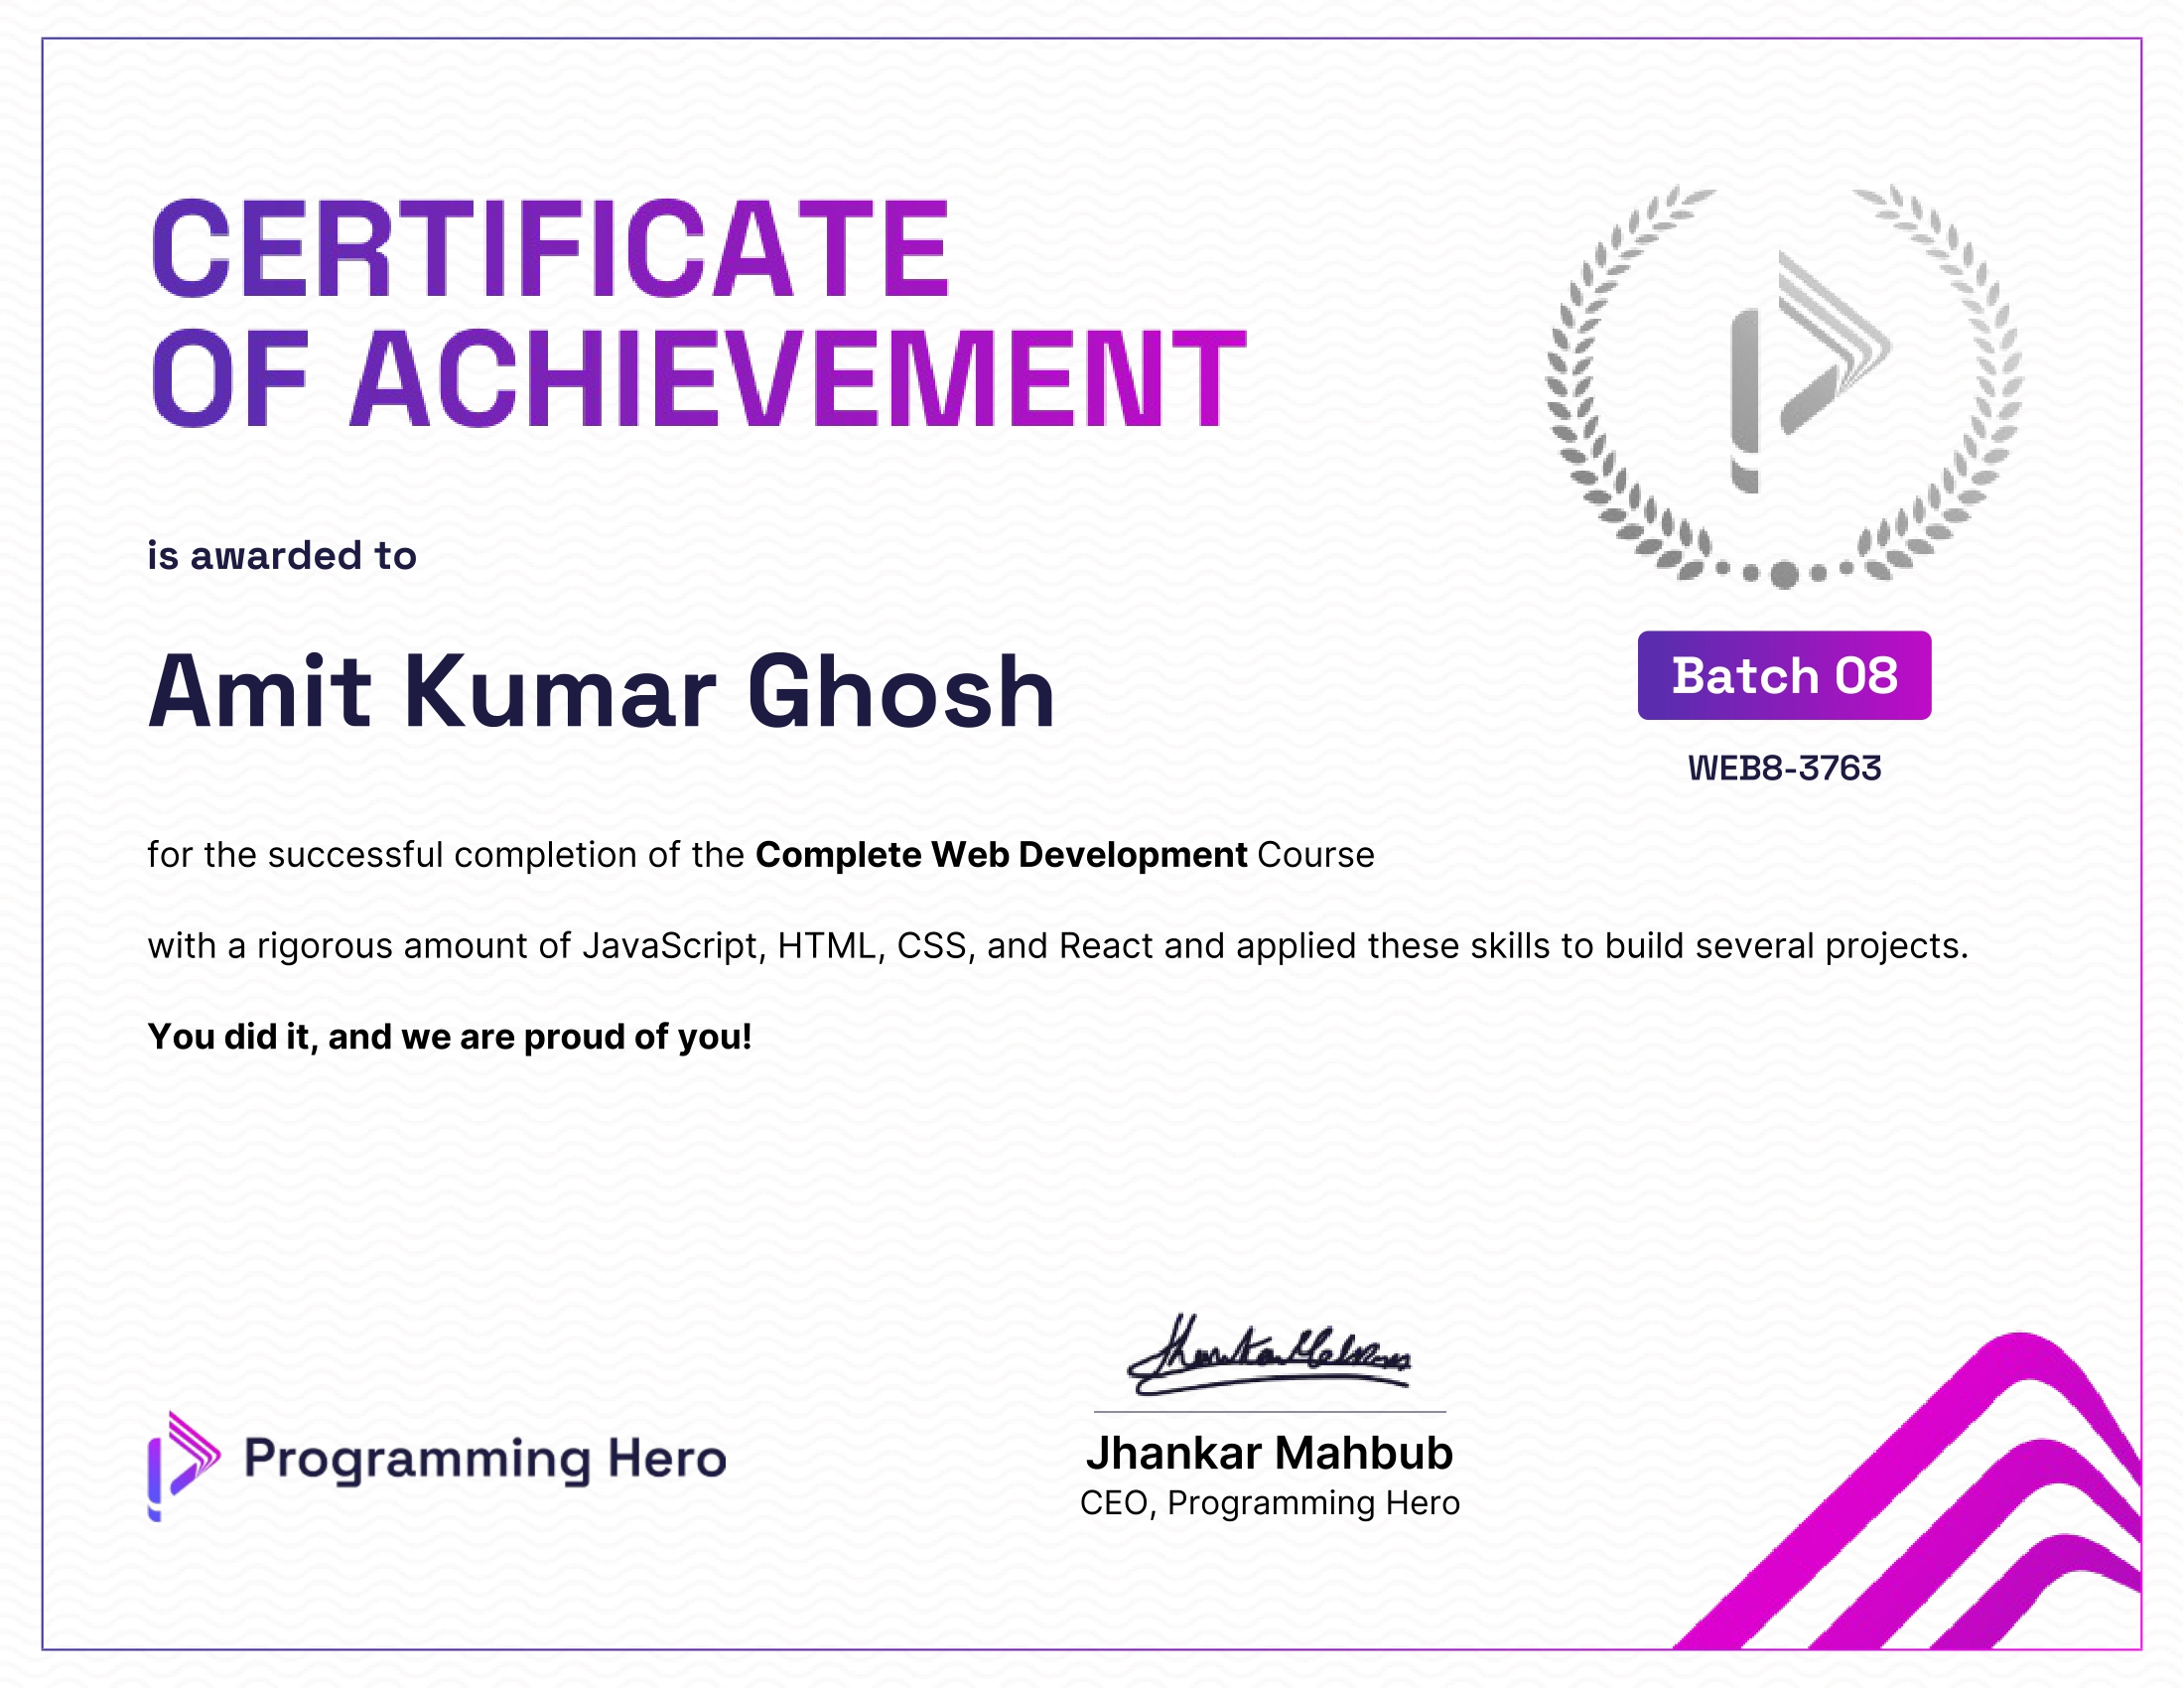 CERTIFICATE
OF ACHIEVEMENT
is awarded to
Amit Kumar Ghosh
Batch 08
WEB8-3763
for the successful completion of the Complete Web Development Course
with a rigorous amount of JavaScript, HTML, CSS, and React and applied these skills to build several projects.
You did it, and we are proud of you!
Jhankar Mahbub
Programming Hero
Jhankar Mahbub
CEO, Programming Hero